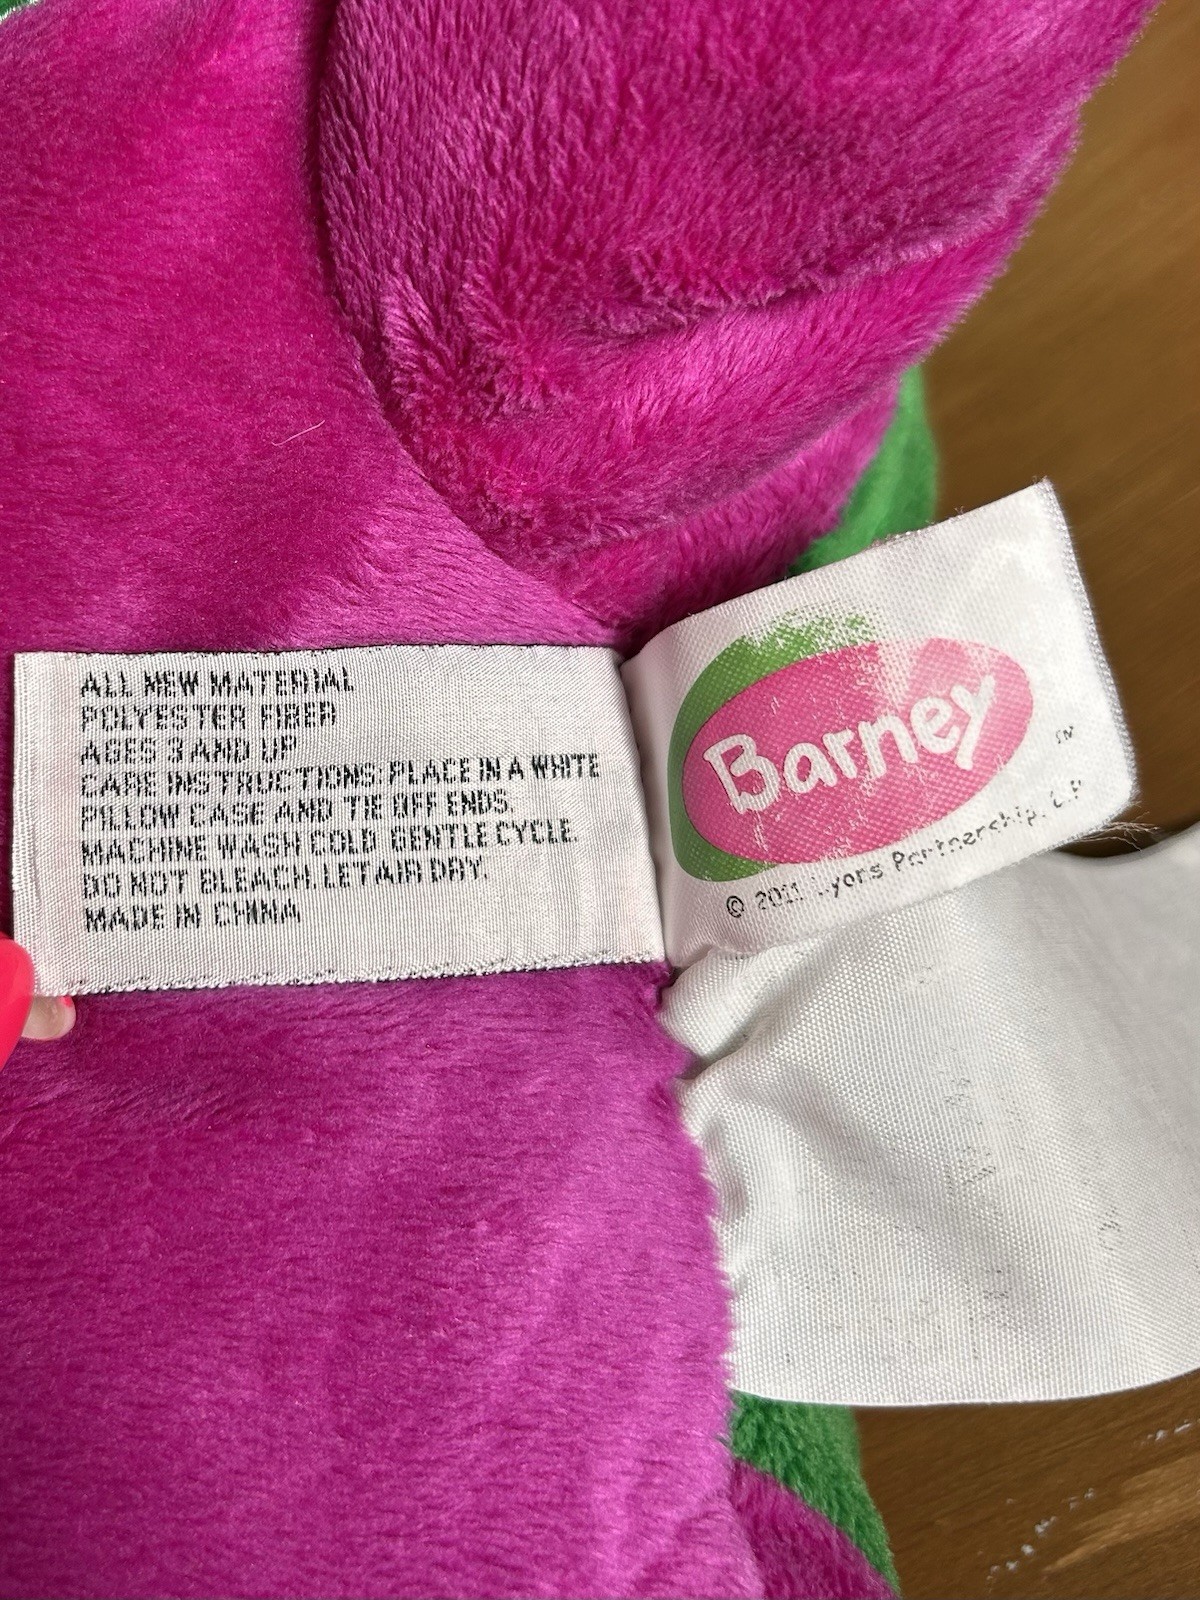 ALL NEW MATERIAL
POLYESTER FIBER
AGES 3 AND UP
CARE INSTRUCTIONS: PLACE IN A WHITE
PILLOW CASE AND TIE OFF ENDS.
MACHINE WASH COLD GENTLE CYCLE.
DO NOT BLEACH. LET AIR DRY.
MADE IN CHINA
Barney
TM
© 2011 Lyons Partnership, L.P.